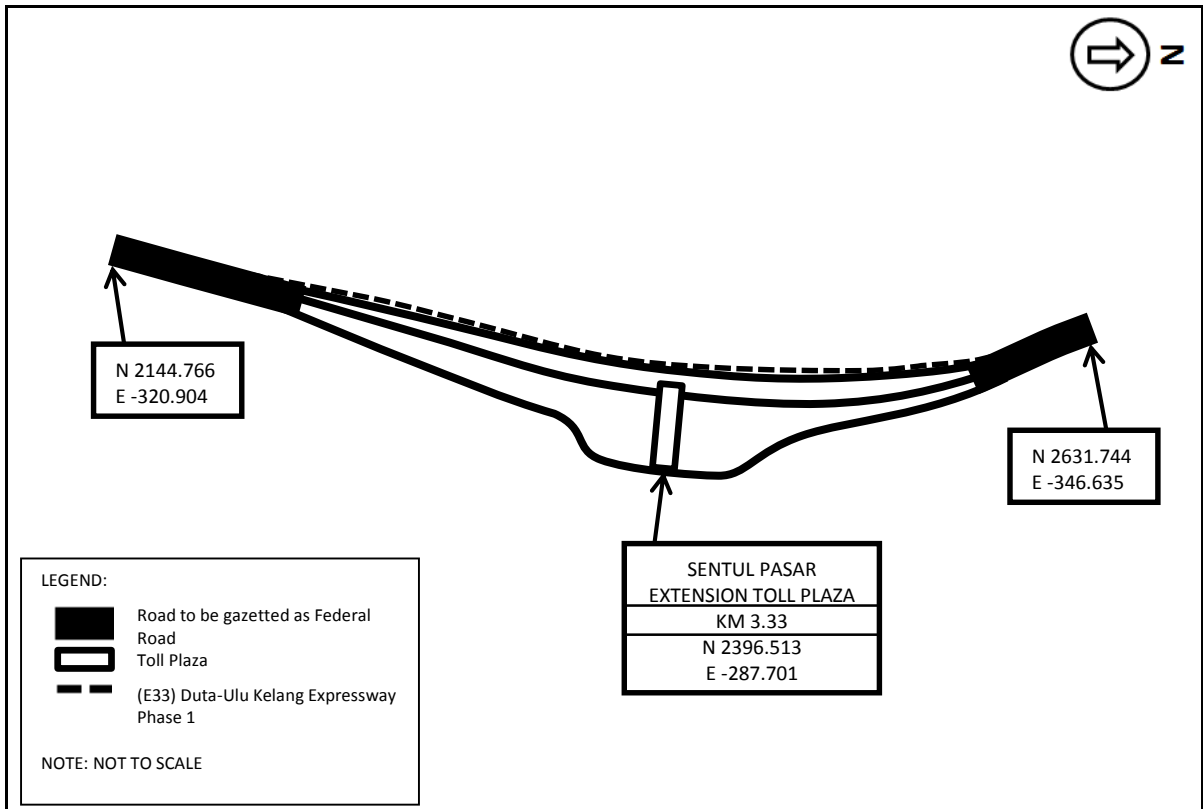 N
N 2144.766
E -320.904
N 2631.744
E -346.635
SENTUL PASAR
EXTENSION TOLL PLAZA
KM 3.33
N 2396.513
E -287.701
LEGEND:
Road to be gazetted as Federal
Road
Toll Plaza
(E33) Duta-Ulu Kelang Expressway
Phase 1
NOTE: NOT TO SCALE